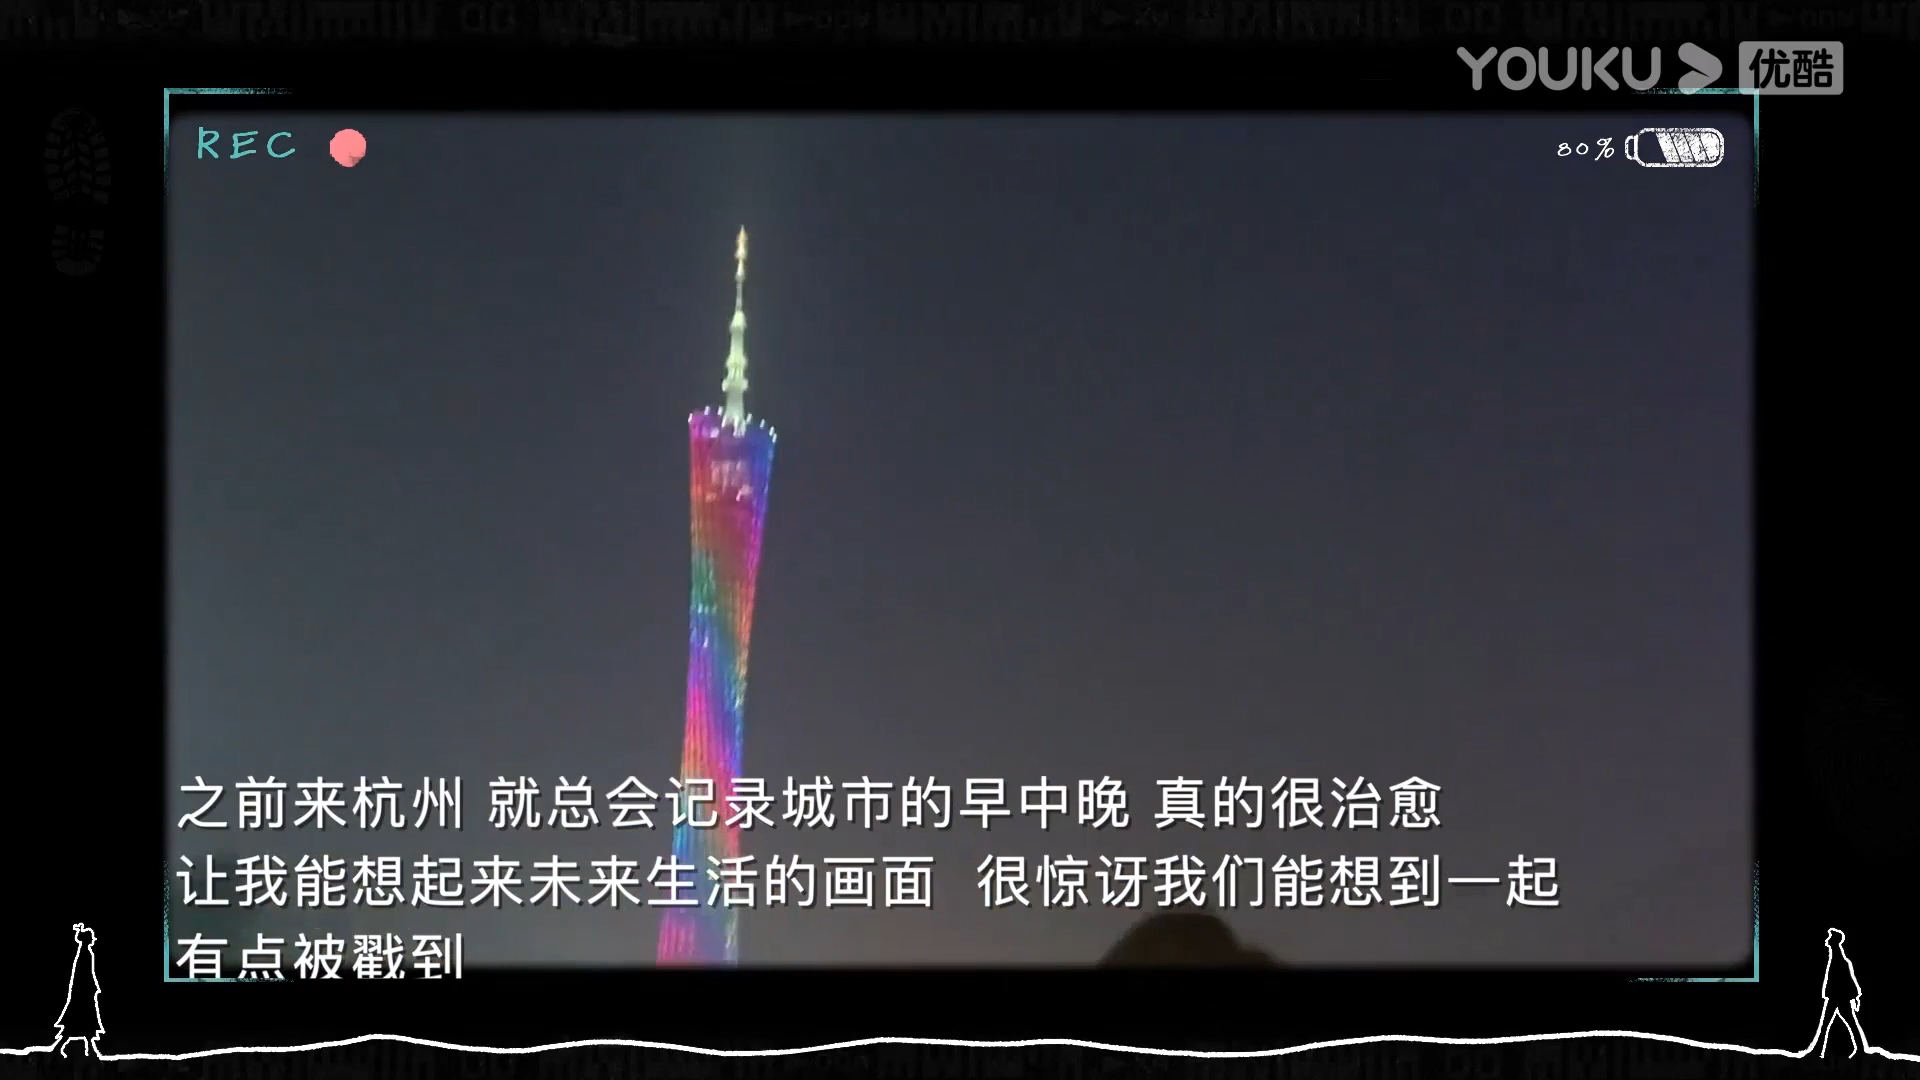 YOUKU 优酷
REC
80%
之前来杭州 就总会记录城市的早中晚 真的很治愈
让我能想起来未来生活的画面 很惊讶我们能想到一起
有点被戳到